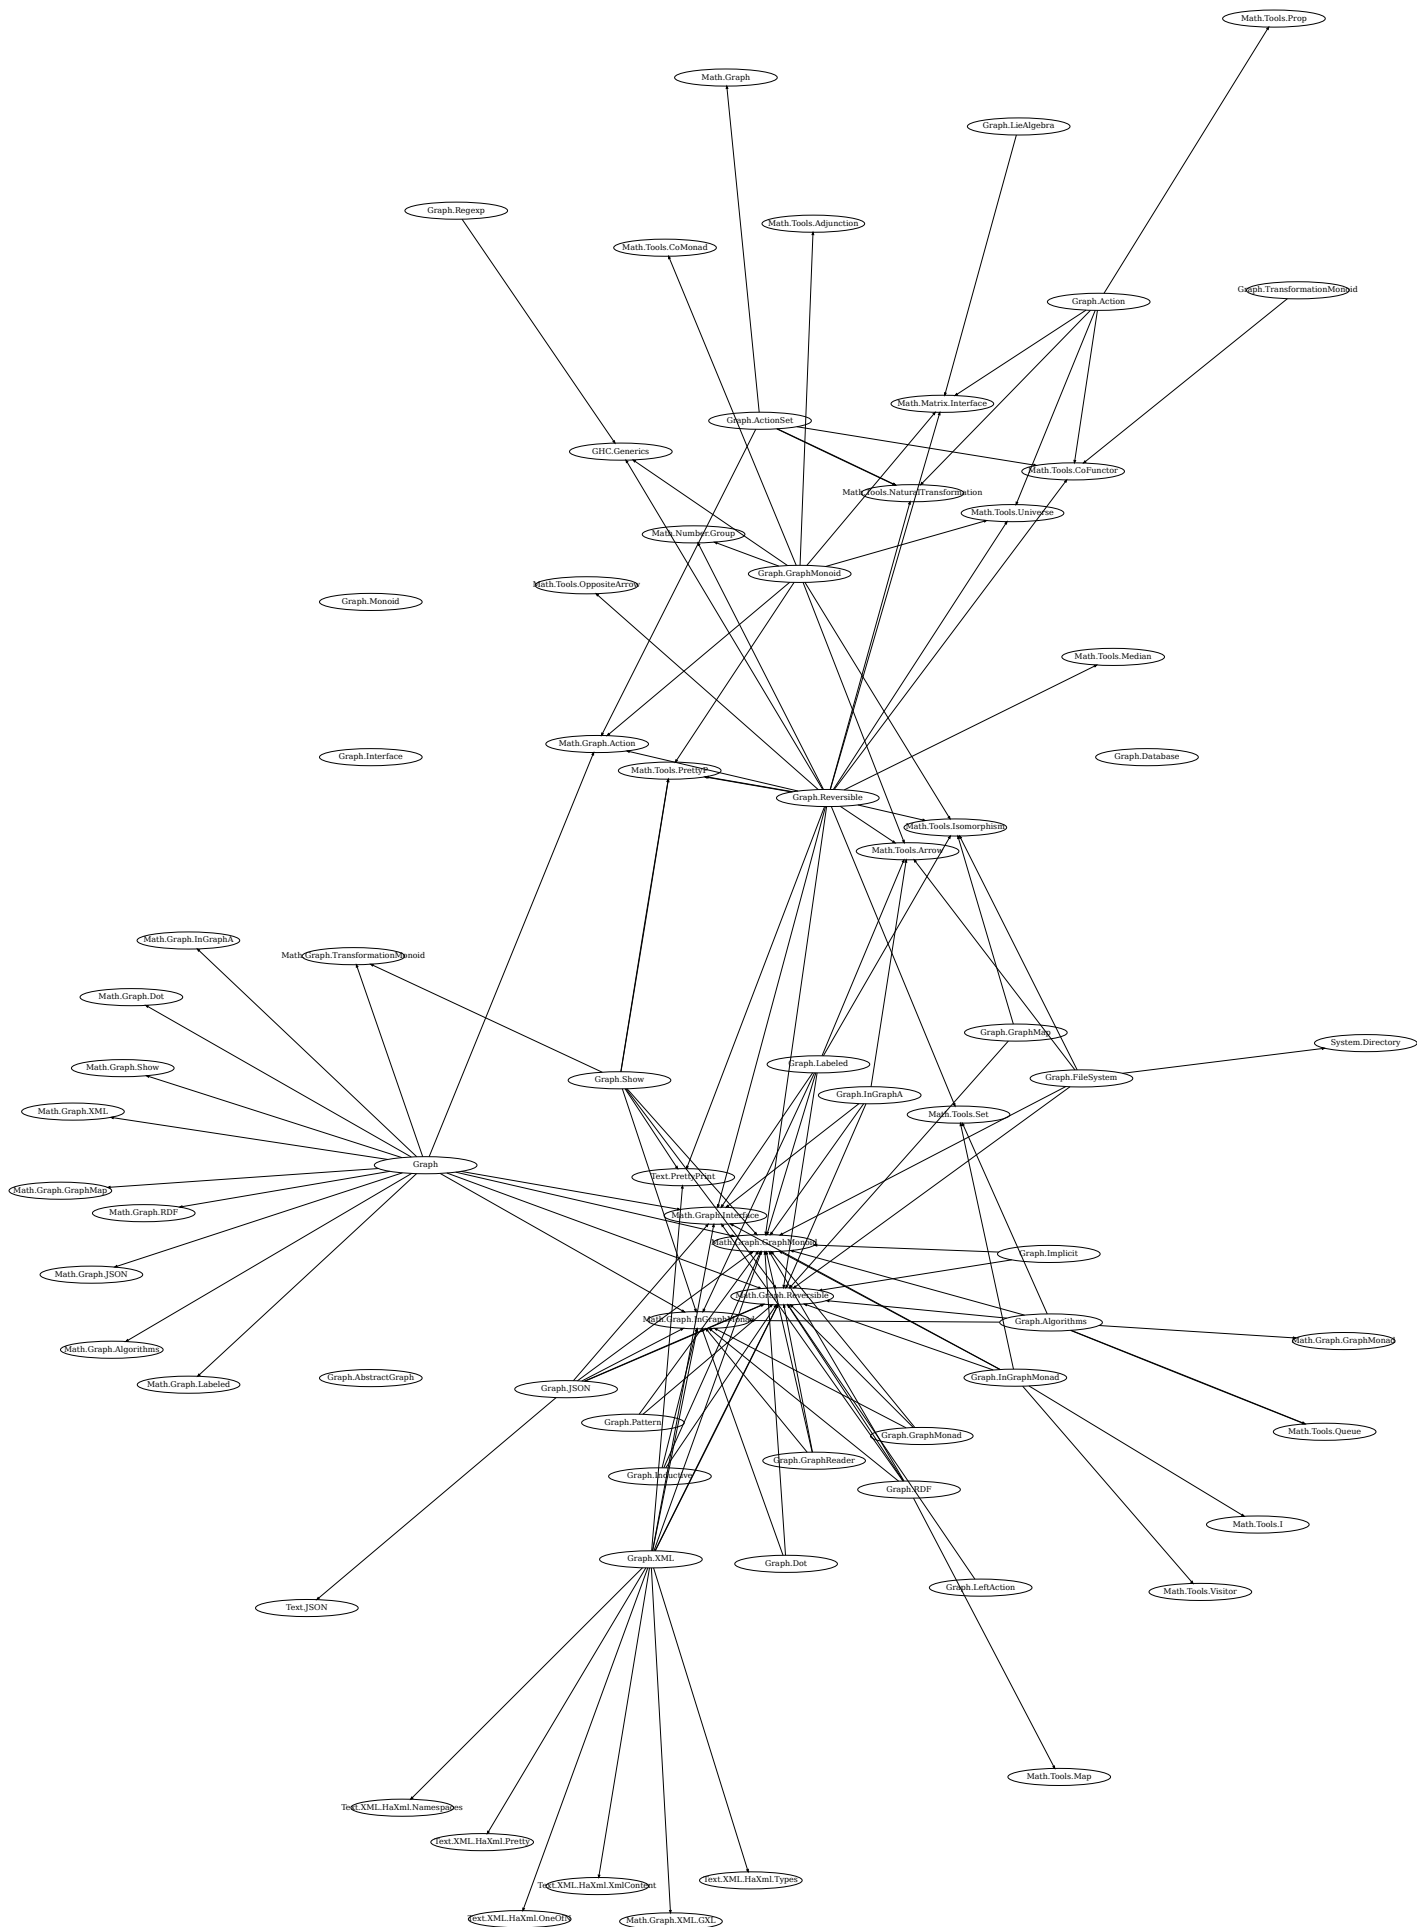 Math.Tools.Prop
Math.Graph
Graph.LieAlgebra
Graph.Regexp
Math.Tools.Adjunction
Math.Tools.CoMonad
Graph.TransformationMonoid
Graph.Action
Math.Matrix.Interface
Graph.ActionSet
GHC.Generics
Math.Tools.CoFunctor
Math.Tools.NaturalTransformation
Math.Tools.Universe
Math.Number.Group
Graph.GraphMonoid
Math.Tools.OppositeArrow
Graph.Monoid
Math.Tools.Median
Math.Graph.Action
Graph.Interface
Graph.Database
Math.Tools.PrettyP
Graph.Reversible
Math.Tools.Isomorphism
Math.Tools.Arrow
Math.Graph.InGraphA
Math.Graph.TransformationMonoid
Math.Graph.Dot
Graph.GraphMap
System.Directory
Graph.Labeled
Math.Graph.Show
Graph.Show
Graph.FileSystem
Graph.InGraphA
Math.Graph.XML
Math.Tools.Set
Graph
Text.PrettyPrint
Math.Graph.GraphMap
Math.Graph.RDF
Math.Graph.Interface
Math.Graph.GraphMonoid
Graph.Implicit
Math.Graph.JSON
Math.Graph.Reversible
Math.Graph.InGraphMonad
Graph.Algorithms
Math.Graph.GraphMonad
Math.Graph.Algorithms
Graph.AbstractGraph
Graph.InGraphMonad
Math.Graph.Labeled
Graph.JSON
Graph.Pattern
Math.Tools.Queue
Graph.GraphMonad
Graph.GraphReader
Graph.Inductive
Graph.RDF
Math.Tools.I
Graph.XML
Graph.Dot
Graph.LeftAction
Math.Tools.Visitor
Text.JSON
Math.Tools.Map
Text.XML.HaXml.Namespaces
Text.XML.HaXml.Pretty
Text.XML.HaXml.Types
Text.XML.HaXml.XmlContent
Text.XML.HaXml.OneOfN
Math.Graph.XML.GXL